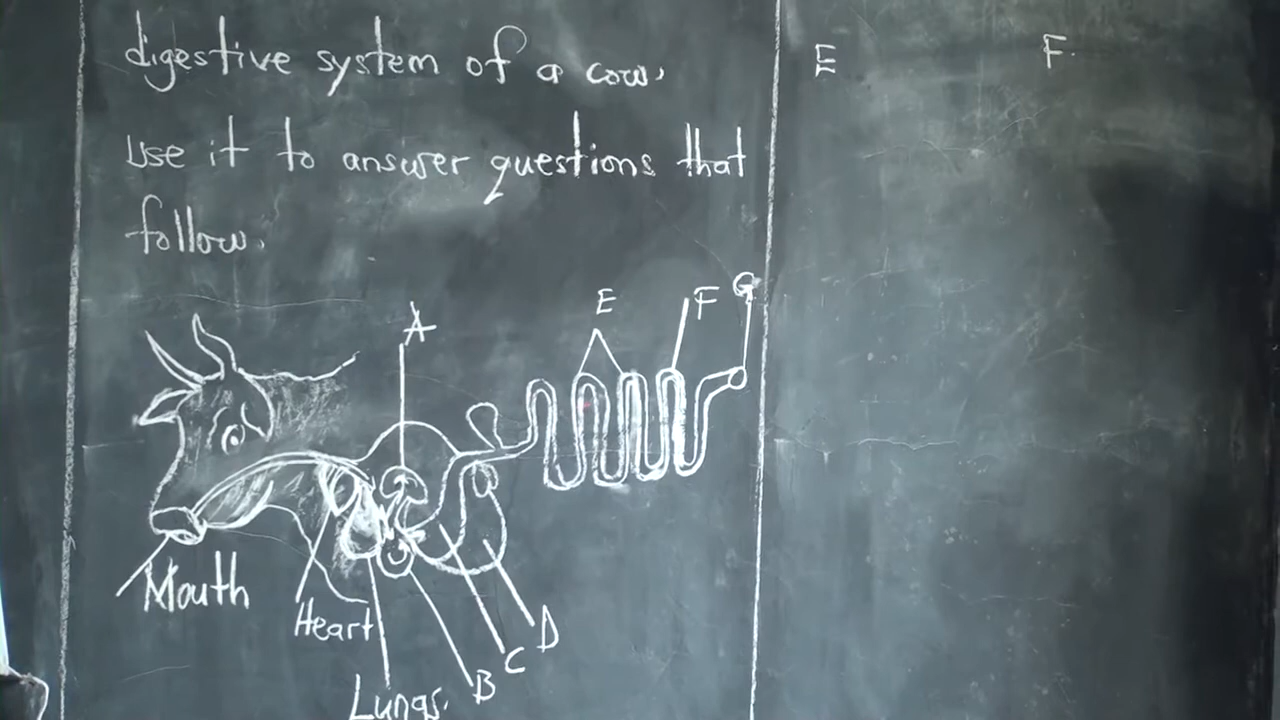 digestive system of a cow.
Use it to answer questions that
follow.
A
E
F
G
Mouth
Heart
Lungs.
B
C
D
E F.